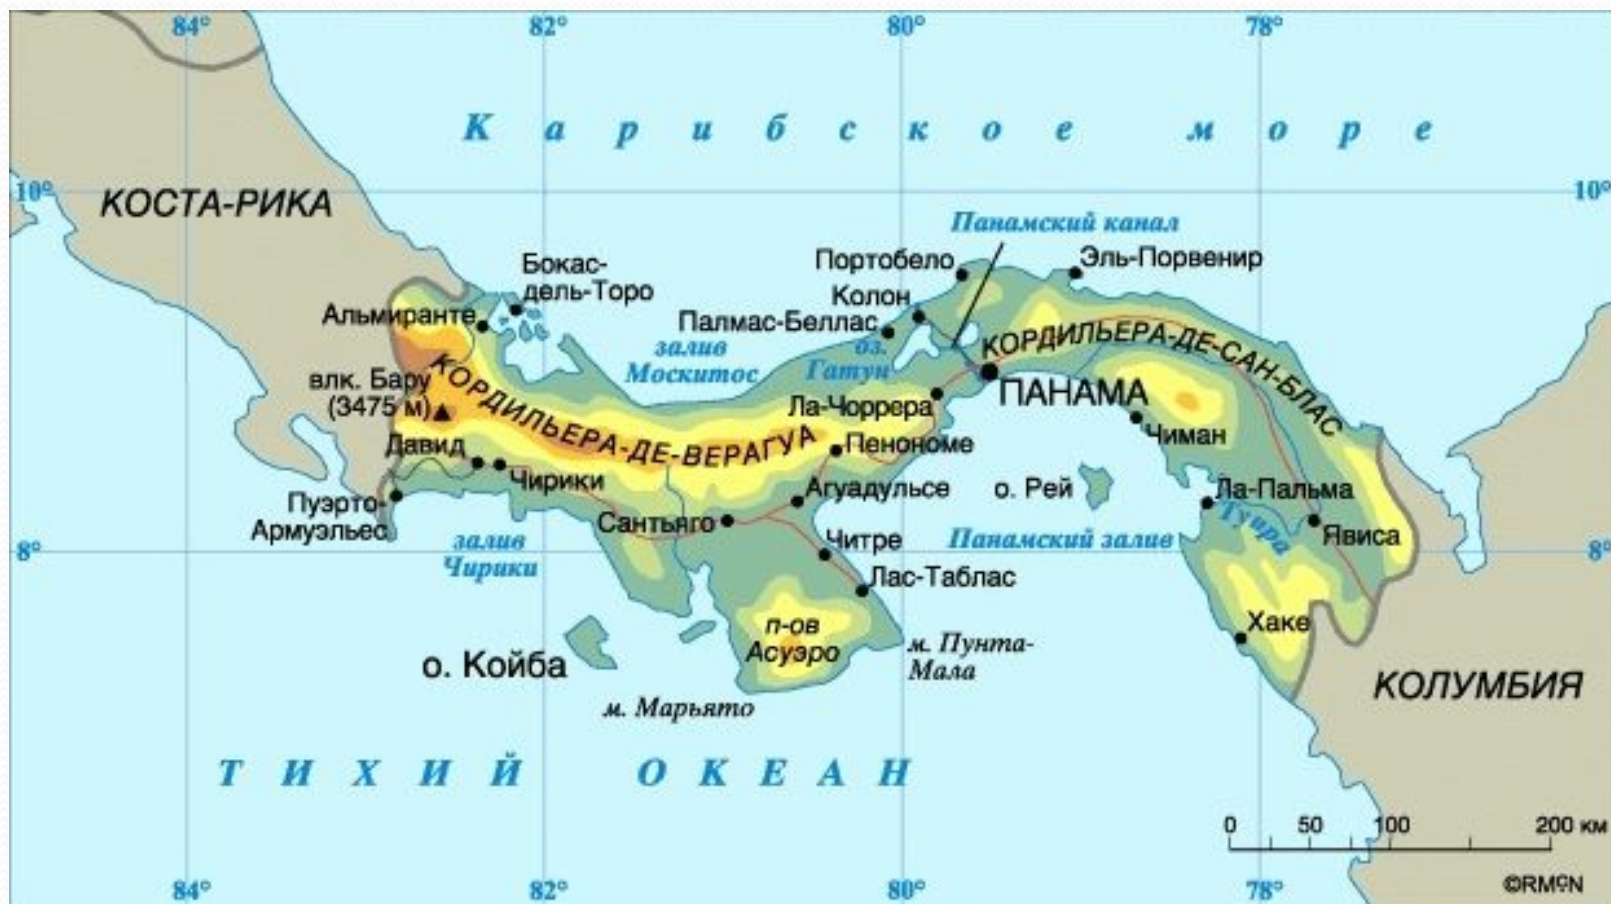 84°
82°
80°
78°
Карибское море
10°
10°
КОСТА-РИКА
Панамский канал
Бокас-
дель-Торо
Портобело
Эль-Порвенир
Колон
Альмиранте
Палмас-Беллас
залив
Москитос
оз.
Гатун
КОРДИЛЬЕРА-ДЕ-САН-БЛАС
влк. Бару
(3475 м)
КОРДИЛЬЕРА-ДЕ-ВЕРАГУА
ПАНАМА
Ла-Чоррера
Чиман
Давид
Пенономе
Чирики
Агуадульсе
о. Рей
Ла-Пальма
Пуэрто-
Армуэльес
Сантьяго
Туира
Явиса
8°
залив
Чирики
Читре
Панамский залив
8°
Лас-Таблас
п-ов
Асуэро
Хаке
о. Койба
м. Пунта-
Мала
м. Марьято
КОЛУМБИЯ
ТИХИЙ ОКЕАН
0 50 100 200 км
84°
82°
80°
78°
©RMCN